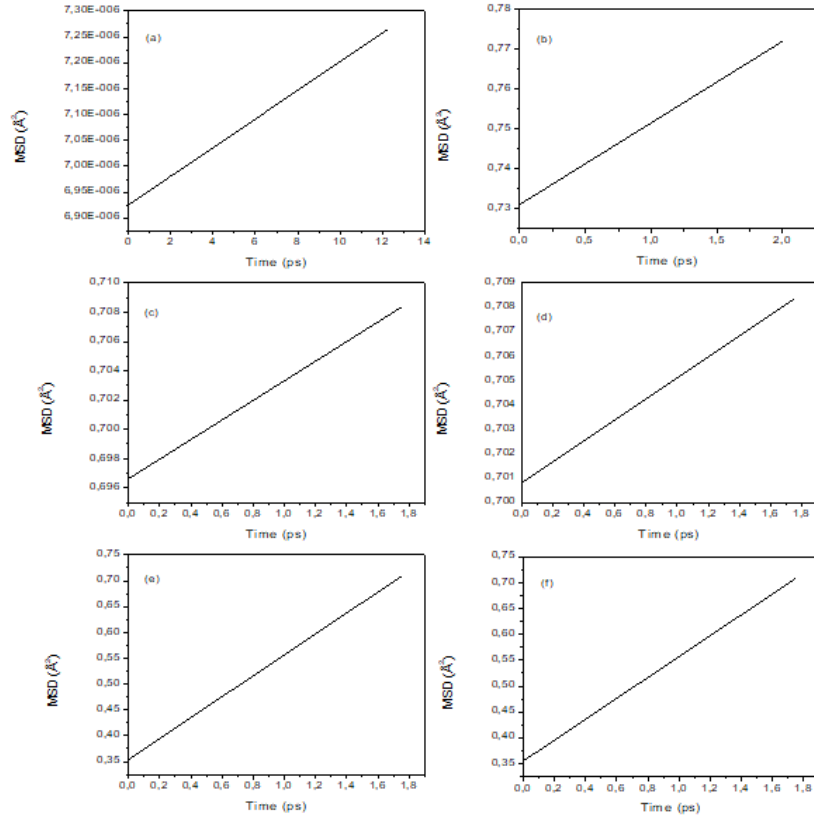 7,30E-006
7,25E-006
7,20E-006
7,15E-006
7,10E-006
7,05E-006
7,00E-006
6,95E-006
6,90E-006
MSD (Å²)
(a)
0 2 4 6 8 10 12 14
Time (ps)
0,78
0,77
0,76
0,75
0,74
0,73
MSD (Å²)
(b)
0,0 0,5 1,0 1,5 2,0
Time (ps)
0,710
0,708
0,706
0,704
0,702
0,700
0,698
0,696
MSD (Å²)
(c)
0,0 0,2 0,4 0,6 0,8 1,0 1,2 1,4 1,6 1,8
Time (ps)
0,709
0,708
0,707
0,706
0,705
0,704
0,703
0,702
0,701
0,700
MSD (Å²)
(d)
0,0 0,2 0,4 0,6 0,8 1,0 1,2 1,4 1,6 1,8
Time (ps)
0,75
0,70
0,65
0,60
0,55
0,50
0,45
0,40
0,35
MSD (Å²)
(e)
0,0 0,2 0,4 0,6 0,8 1,0 1,2 1,4 1,6 1,8
Time (ps)
0,75
0,70
0,65
0,60
0,55
0,50
0,45
0,40
0,35
MSD (Å²)
(f)
0,0 0,2 0,4 0,6 0,8 1,0 1,2 1,4 1,6 1,8
Time (ps)